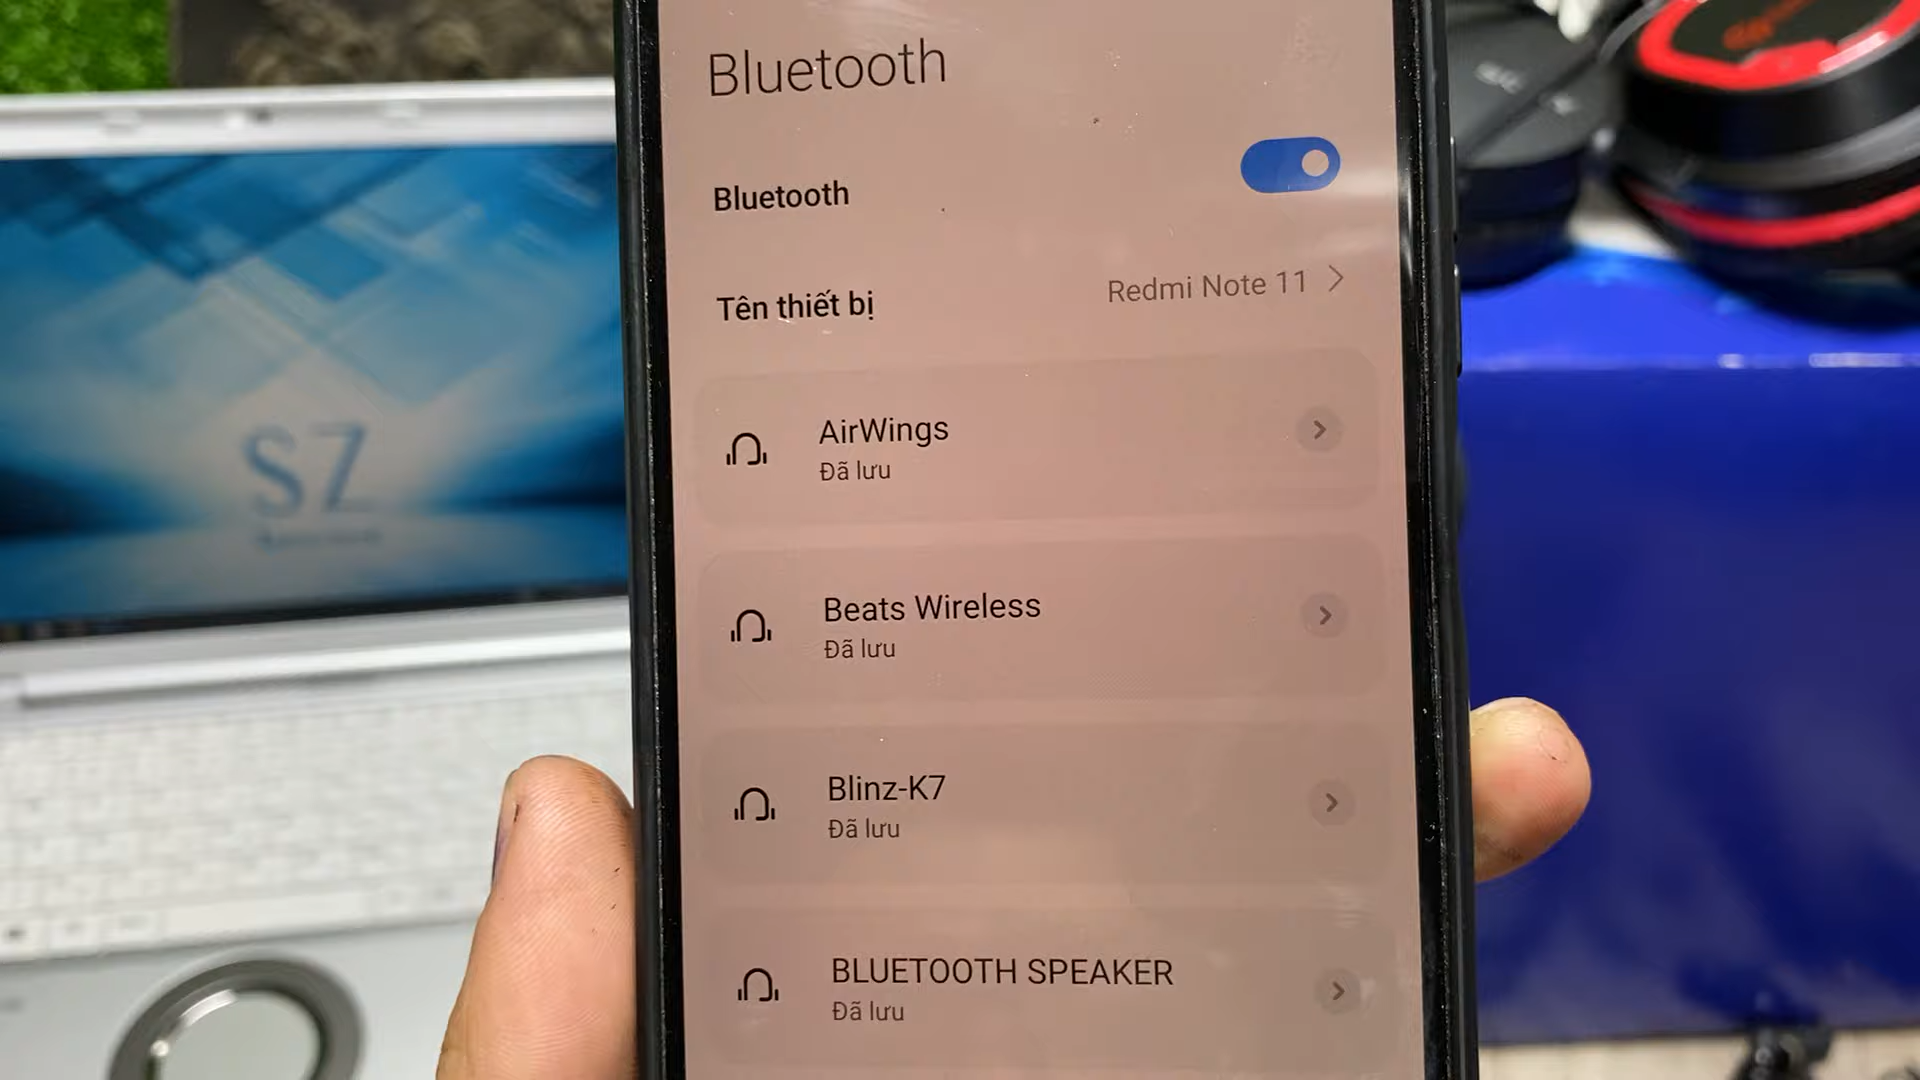 Bluetooth
Bluetooth
Tên thiết bị Redmi Note 11 >
AirWings
Đã lưu
Beats Wireless
Đã lưu
Blinz-K7
Đã lưu
BLUETOOTH SPEAKER
Đã lưu
S7